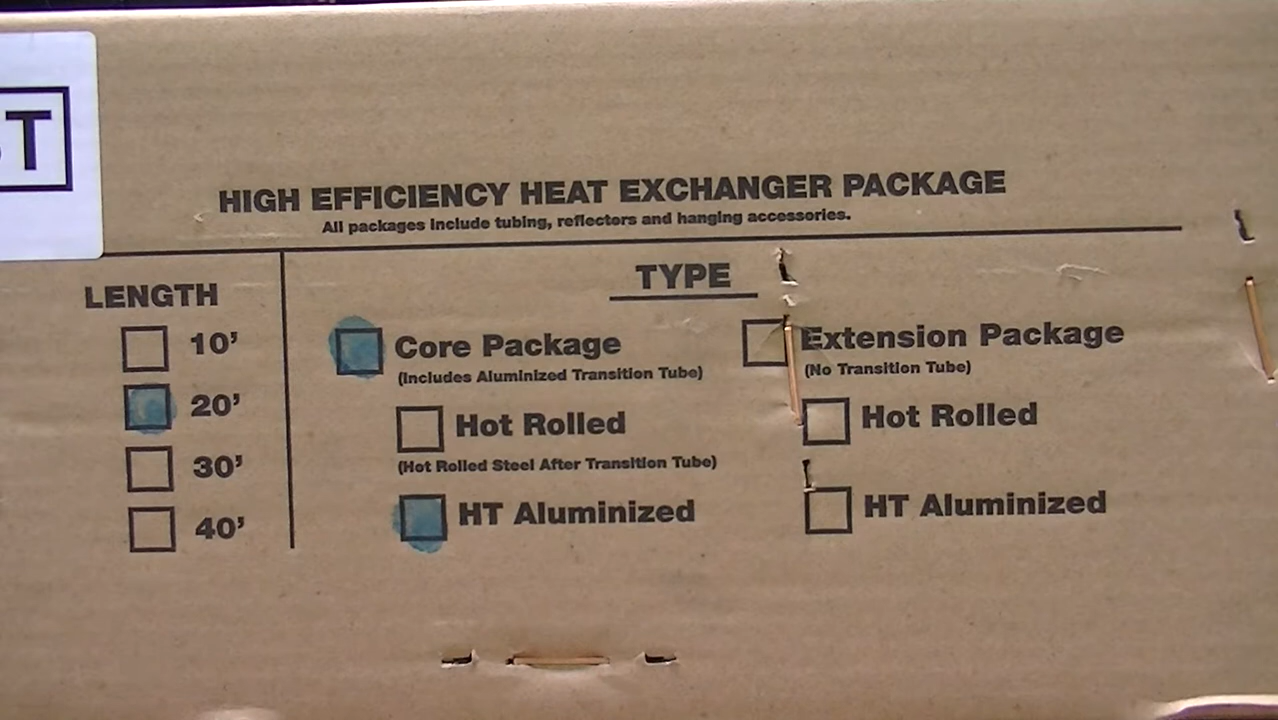 ST
HIGH EFFICIENCY HEAT EXCHANGER PACKAGE
All packages include tubing, reflectors and hanging accessories.
LENGTH
10’
20’
30’
40’
TYPE
Core Package
(Includes Aluminized Transition Tube)
Hot Rolled
(Hot Rolled Steel After Transition Tube)
HT Aluminized
Extension Package
(No Transition Tube)
Hot Rolled
HT Aluminized